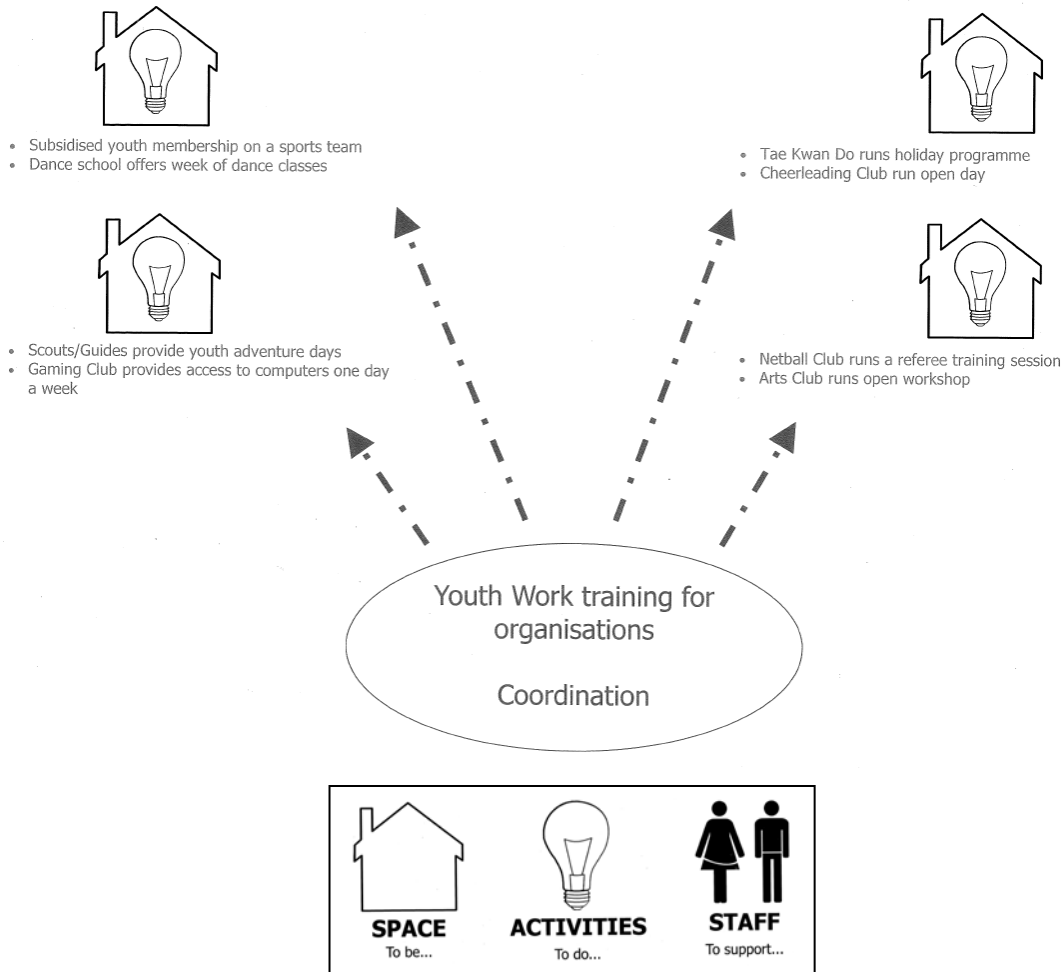 • Subsidised youth membership on a sports team
• Dance school offers week of dance classes
• Tae Kwan Do runs holiday programme
• Cheerleading Club run open day
• Scouts/Guides provide youth adventure days
• Gaming Club provides access to computers one day
a week
• Netball Club runs a referee training session
• Arts Club runs open workshop
Youth Work training for
organisations
Coordination
SPACE
To be...
ACTIVITIES
To do...
STAFF
To support...